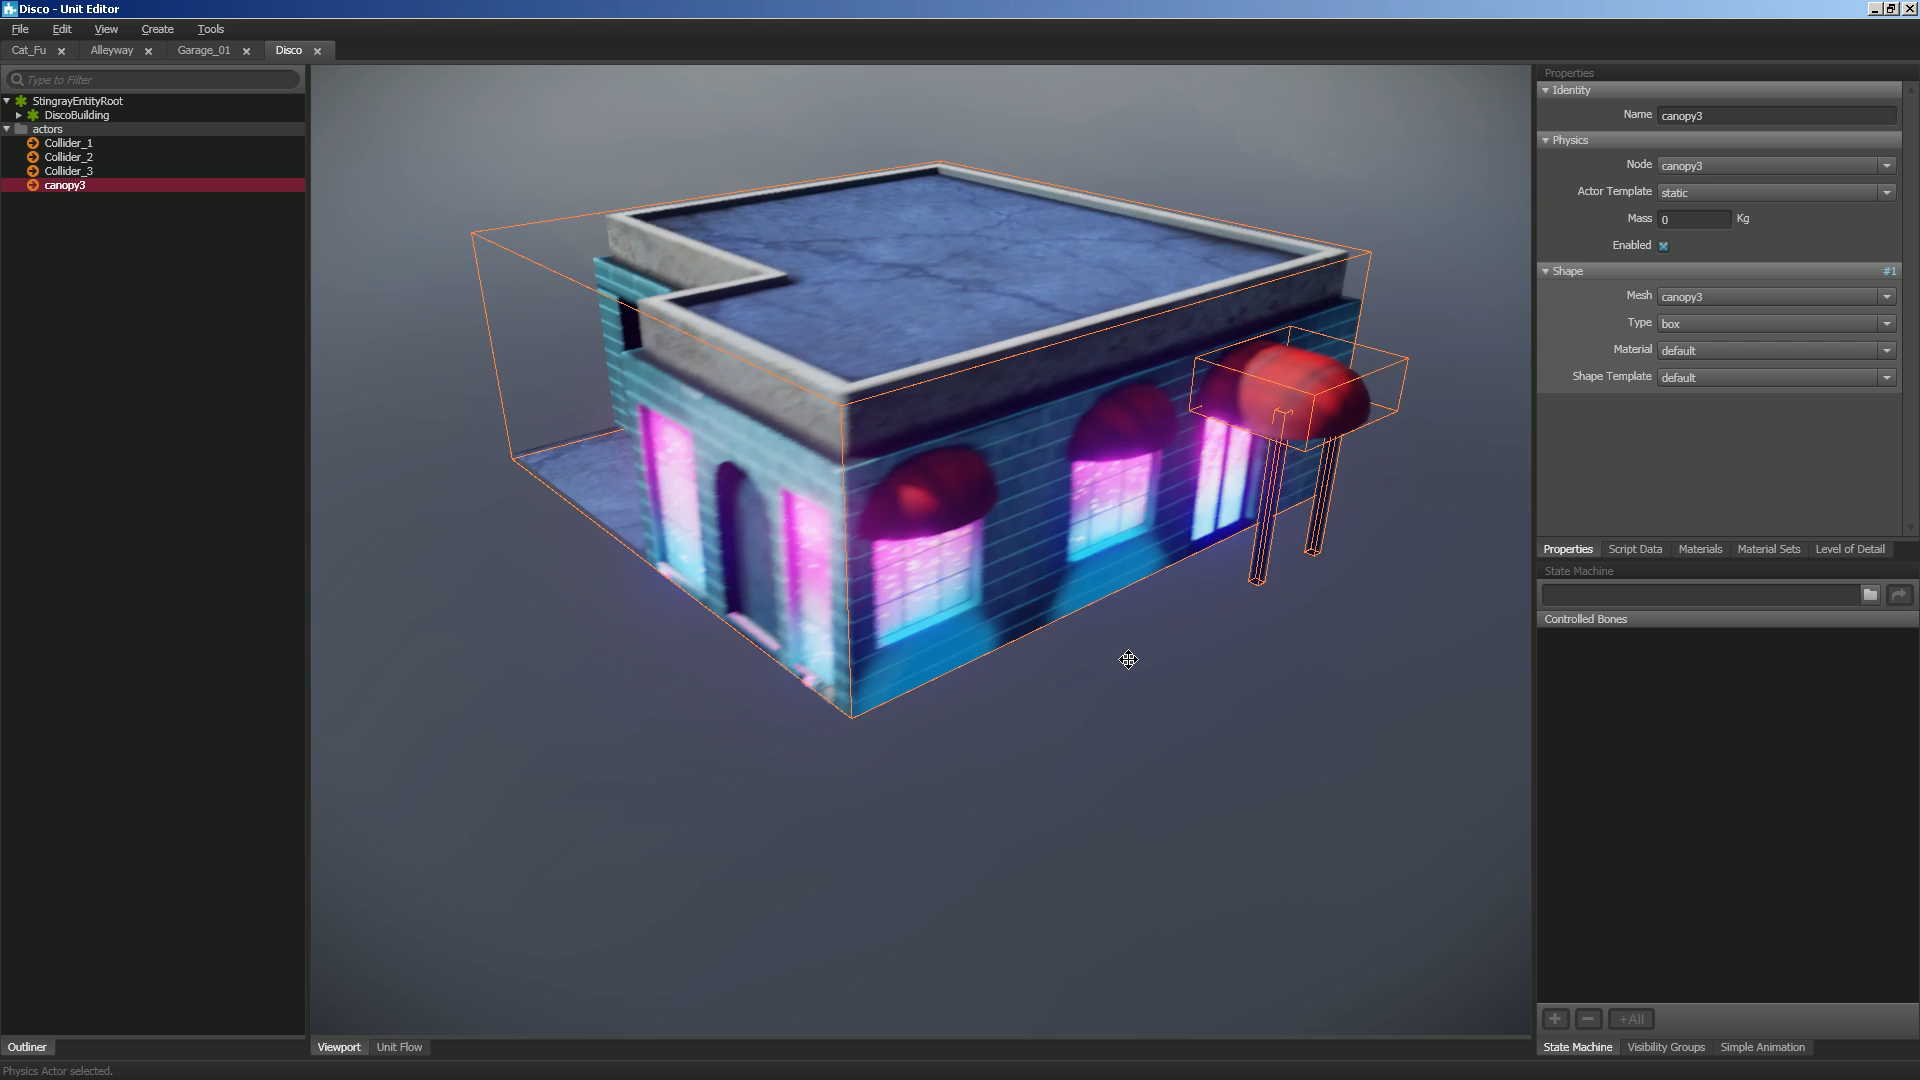 Disco - Unit Editor
File Edit View Create Tools
Cat_Fu Alleyway Garage_01 Disco
Type to Filter
StingrayEntityRoot
DiscoBuilding
actors
Collider_1
Collider_2
Collider_3
canopy3
Outliner
Viewport Unit Flow
Physics Actor selected.
Properties
Identity
Name canopy3
Physics
Node canopy3
Actor Template static
Mass 0 Kg
Enabled
Shape #1
Mesh canopy3
Type box
Material default
Shape Template default
Properties Script Data Materials Material Sets Level of Detail
State Machine
Controlled Bones
+All
State Machine Visibility Groups Simple Animation